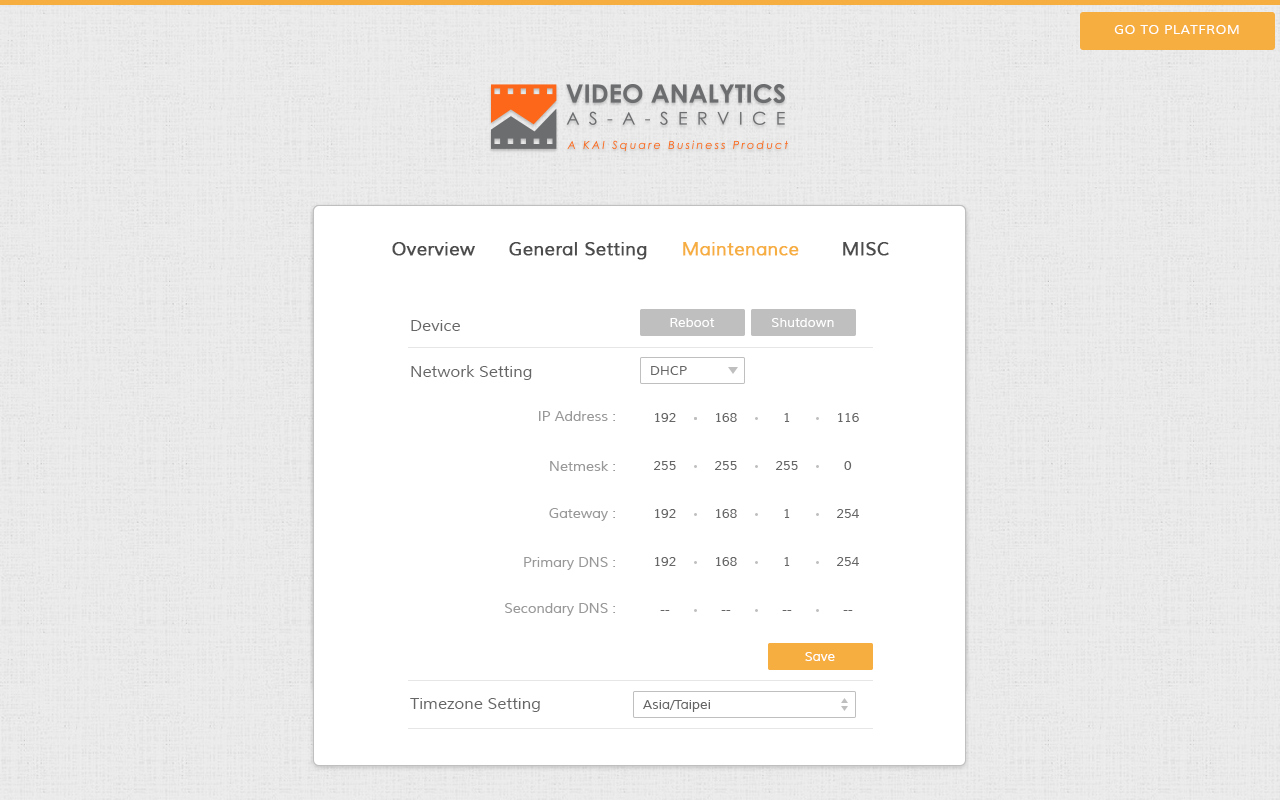 GO TO PLATFROM
VIDEO ANALYTICS
AS-A-SERVICE
A KAI Square Business Product
Overview General Setting Maintenance MISC
Device Reboot Shutdown
Network Setting DHCP
IP Address : 192 . 168 . 1 . 116
Netmesk : 255 . 255 . 255 . 0
Gateway : 192 . 168 . 1 . 254
Primary DNS : 192 . 168 . 1 . 254
Secondary DNS : -- . -- . -- . --
Save
Timezone Setting Asia/Taipei